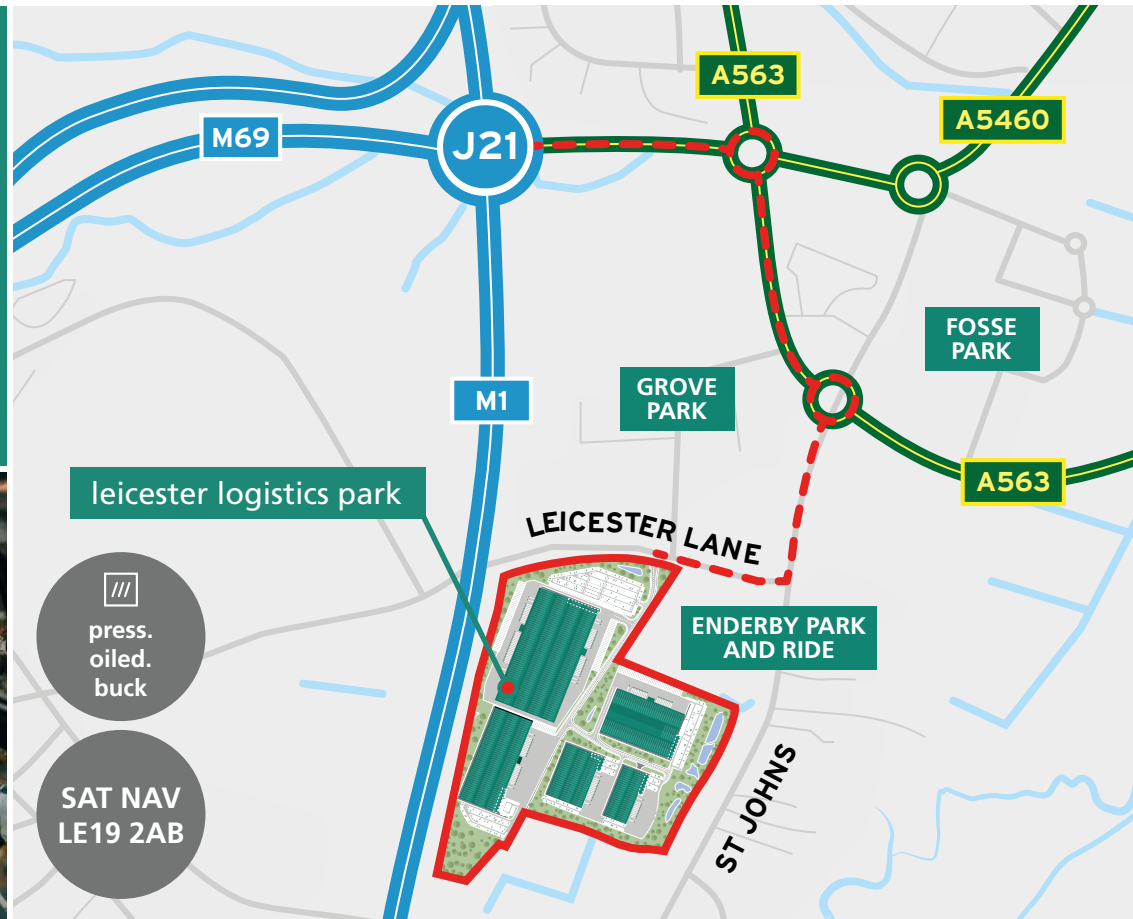 A563
A5460
M69
J21
FOSSE
PARK
GROVE
PARK
M1
A563
leicester logistics park
LEICESTER LANE
///
press.
oiled.
buck
ENDERBY PARK
AND RIDE
SAT NAV
LE19 2AB
ST JOHNS